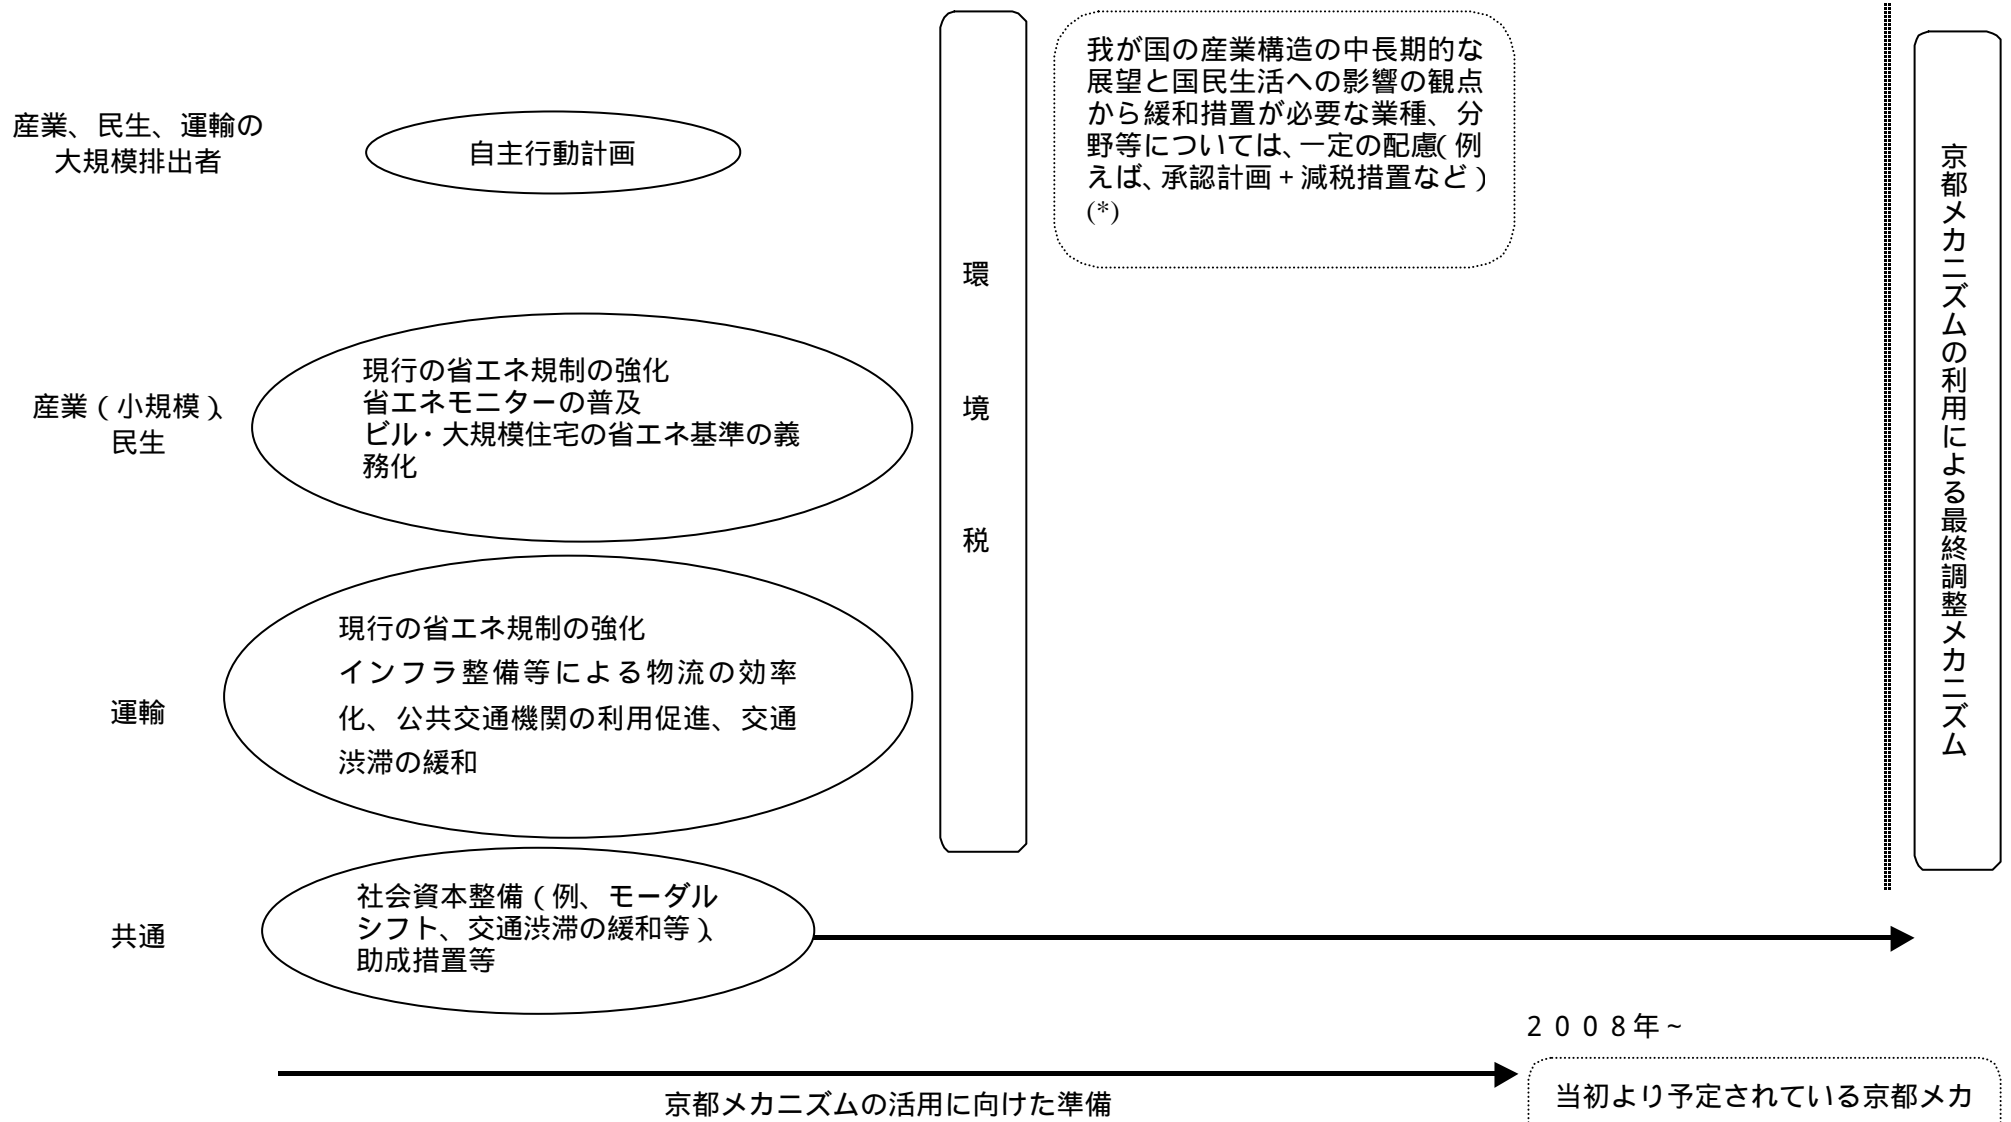 産業、民生、運輸の
大規模排出者
自主行動計画
環
境
税
我が国の産業構造の中長期的な
展望と国民生活への影響の観点
から緩和措置が必要な業種、分
野等については、一定の配慮(例
えば、承認計画+減税措置など)
(*)
京都メカニズムの利用による最終調整メカニズム
産業(小規模)、
民生
現行の省エネ規制の強化
省エネモニターの普及
ビル・大規模住宅の省エネ基準の義
務化
運輸
現行の省エネ規制の強化
インフラ整備等による物流の効率
化、公共交通機関の利用促進、交通
渋滞の緩和
共通
社会資本整備(例、モーダル
シフト、交通渋滞の緩和等)、
助成措置等
2008年~
京都メカニズムの活用に向けた準備
当初より予定されている京都メカ